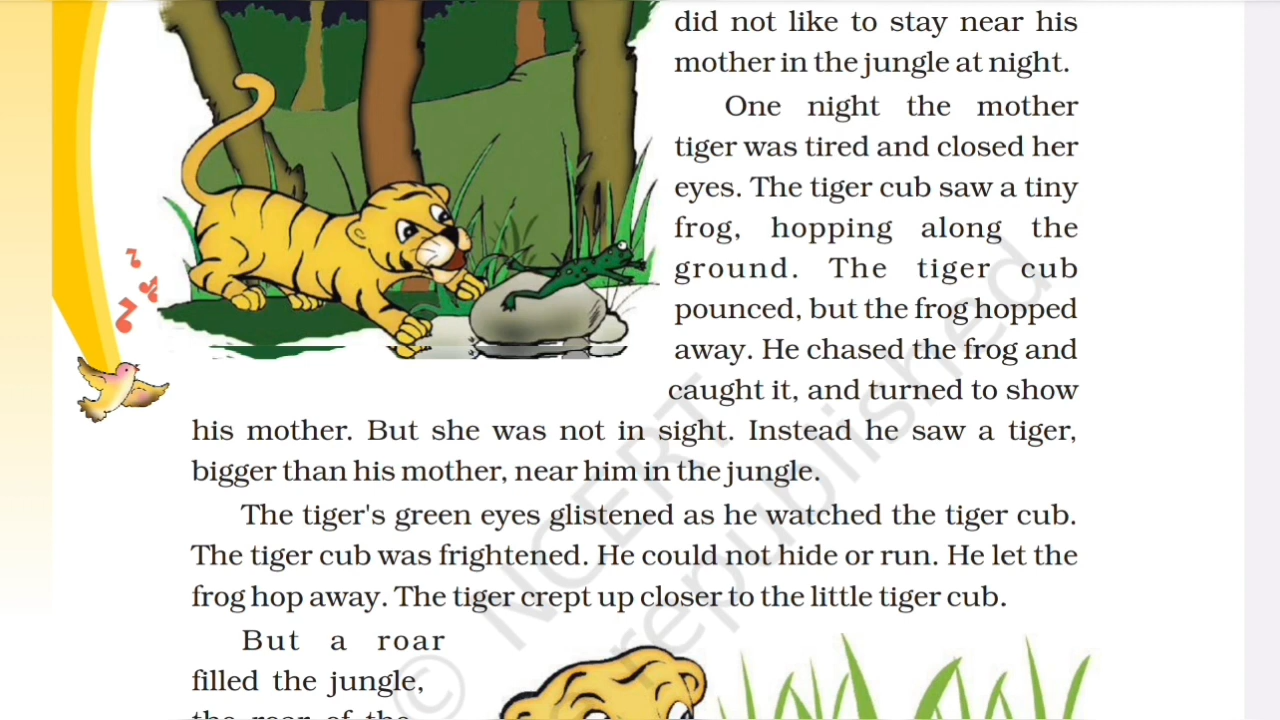 did not like to stay near his
mother in the jungle at night.
One night the mother
tiger was tired and closed her
eyes. The tiger cub saw a tiny
frog, hopping along the
ground. The tiger cub
pounced, but the frog hopped
away. He chased the frog and
caught it, and turned to show
his mother. But she was not in sight. Instead he saw a tiger,
bigger than his mother, near him in the jungle.
The tiger's green eyes glistened as he watched the tiger cub.
The tiger cub was frightened. He could not hide or run. He let the
frog hop away. The tiger crept up closer to the little tiger cub.
But a roar
filled the jungle,
the roar of the
© NCERT
republished